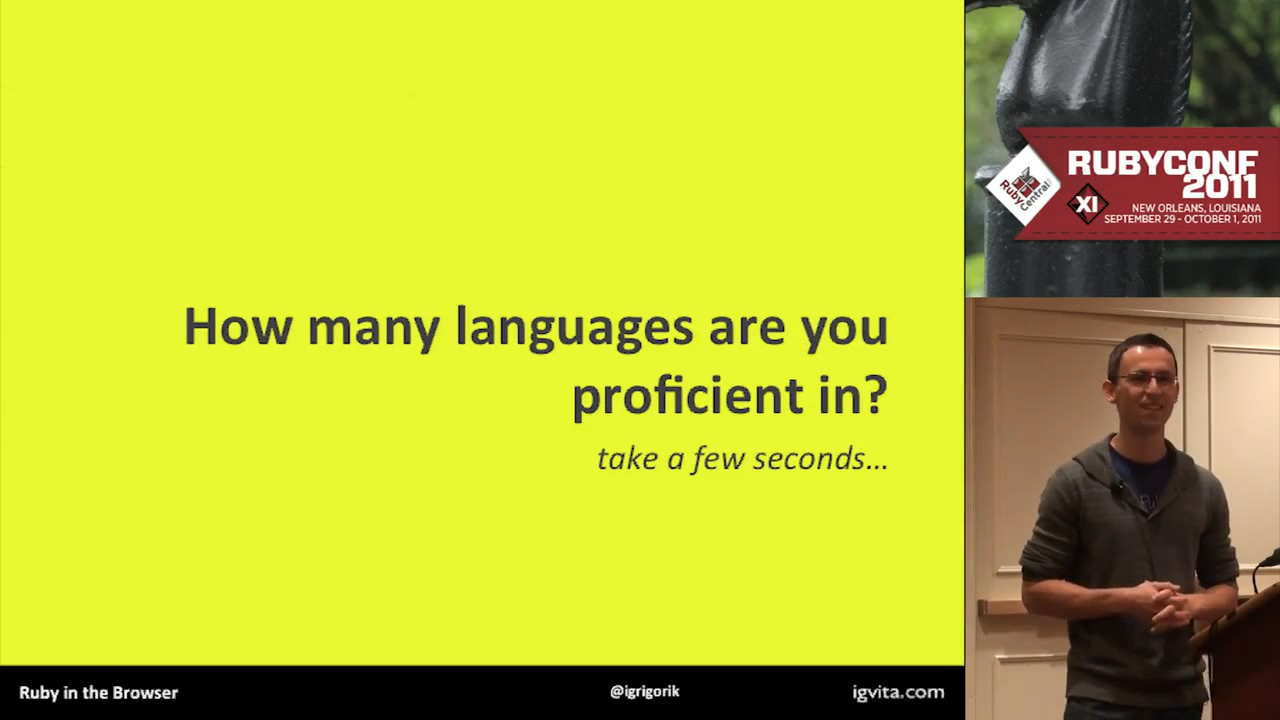 How many languages are you
proficient in?
take a few seconds...
Ruby in the Browser
@igrigorik
igvita.com
RUBYCONF
2011
RubyCentral
XI
NEW ORLEANS, LOUISIANA
SEPTEMBER 29 - OCTOBER 1, 2011